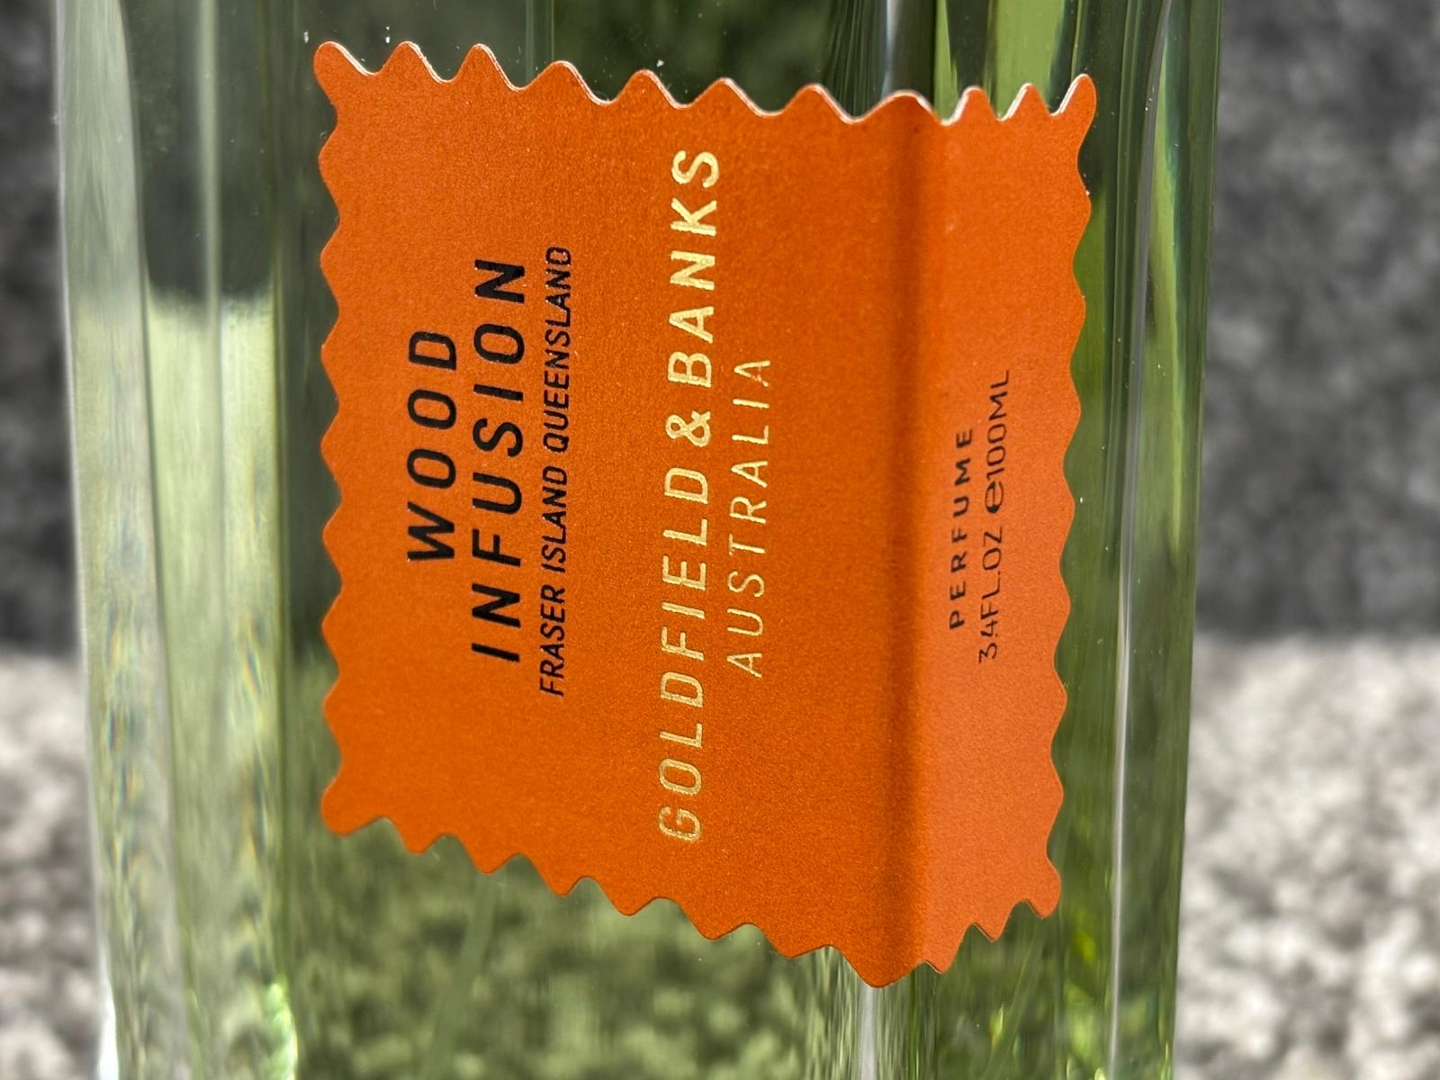 WOOD
INFUSION
FRASER ISLAND QUEENSLAND
GOLDFIELD & BANKS
AUSTRALIA
PERFUME
3.4FL.OZ ℮100ML